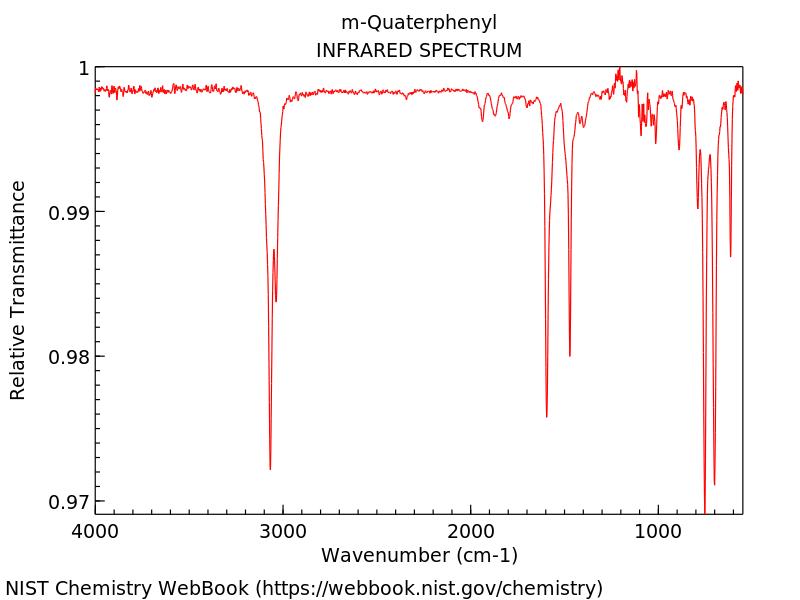 m-Quaterphenyl
INFRARED SPECTRUM
1
0.99
0.98
0.97
Relative Transmittance
4000 3000 2000 1000
Wavenumber (cm-1)
NIST Chemistry WebBook (https://webbook.nist.gov/chemistry)